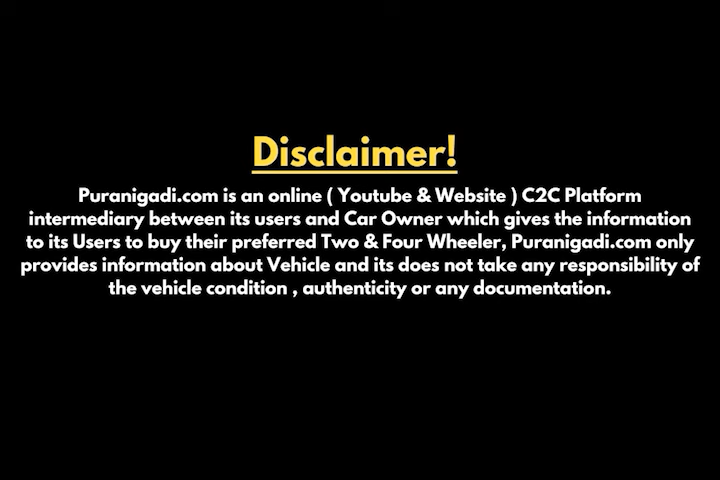 Disclaimer!
Puranigadi.com is an online ( Youtube & Website ) C2C Platform
intermediary between its users and Car Owner which gives the information
to its Users to buy their preferred Two & Four Wheeler, Puranigadi.com only
provides information about Vehicle and its does not take any responsibility of
the vehicle condition , authenticity or any documentation.